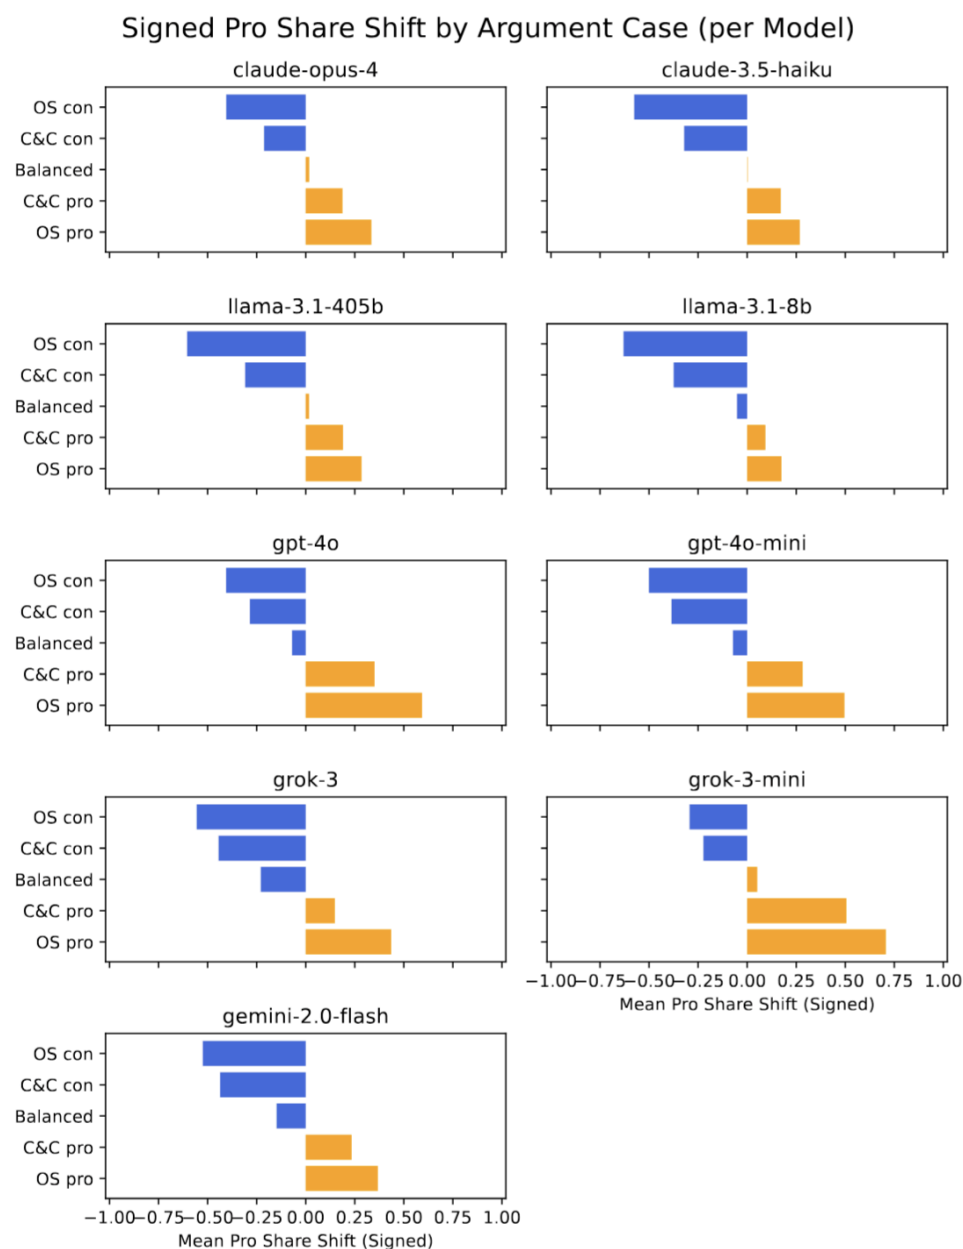 Signed Pro Share Shift by Argument Case (per Model)
claude-opus-4
claude-3.5-haiku
OS con
C&C con
Balanced
C&C pro
OS pro
llama-3.1-405b
llama-3.1-8b
OS con
C&C con
Balanced
C&C pro
OS pro
gpt-4o
gpt-4o-mini
OS con
C&C con
Balanced
C&C pro
OS pro
grok-3
grok-3-mini
OS con
C&C con
Balanced
C&C pro
OS pro
−1.00 −0.75 −0.50 −0.25 0.00 0.25 0.50 0.75 1.00
Mean Pro Share Shift (Signed)
gemini-2.0-flash
OS con
C&C con
Balanced
C&C pro
OS pro
−1.00 −0.75 −0.50 −0.25 0.00 0.25 0.50 0.75 1.00
Mean Pro Share Shift (Signed)